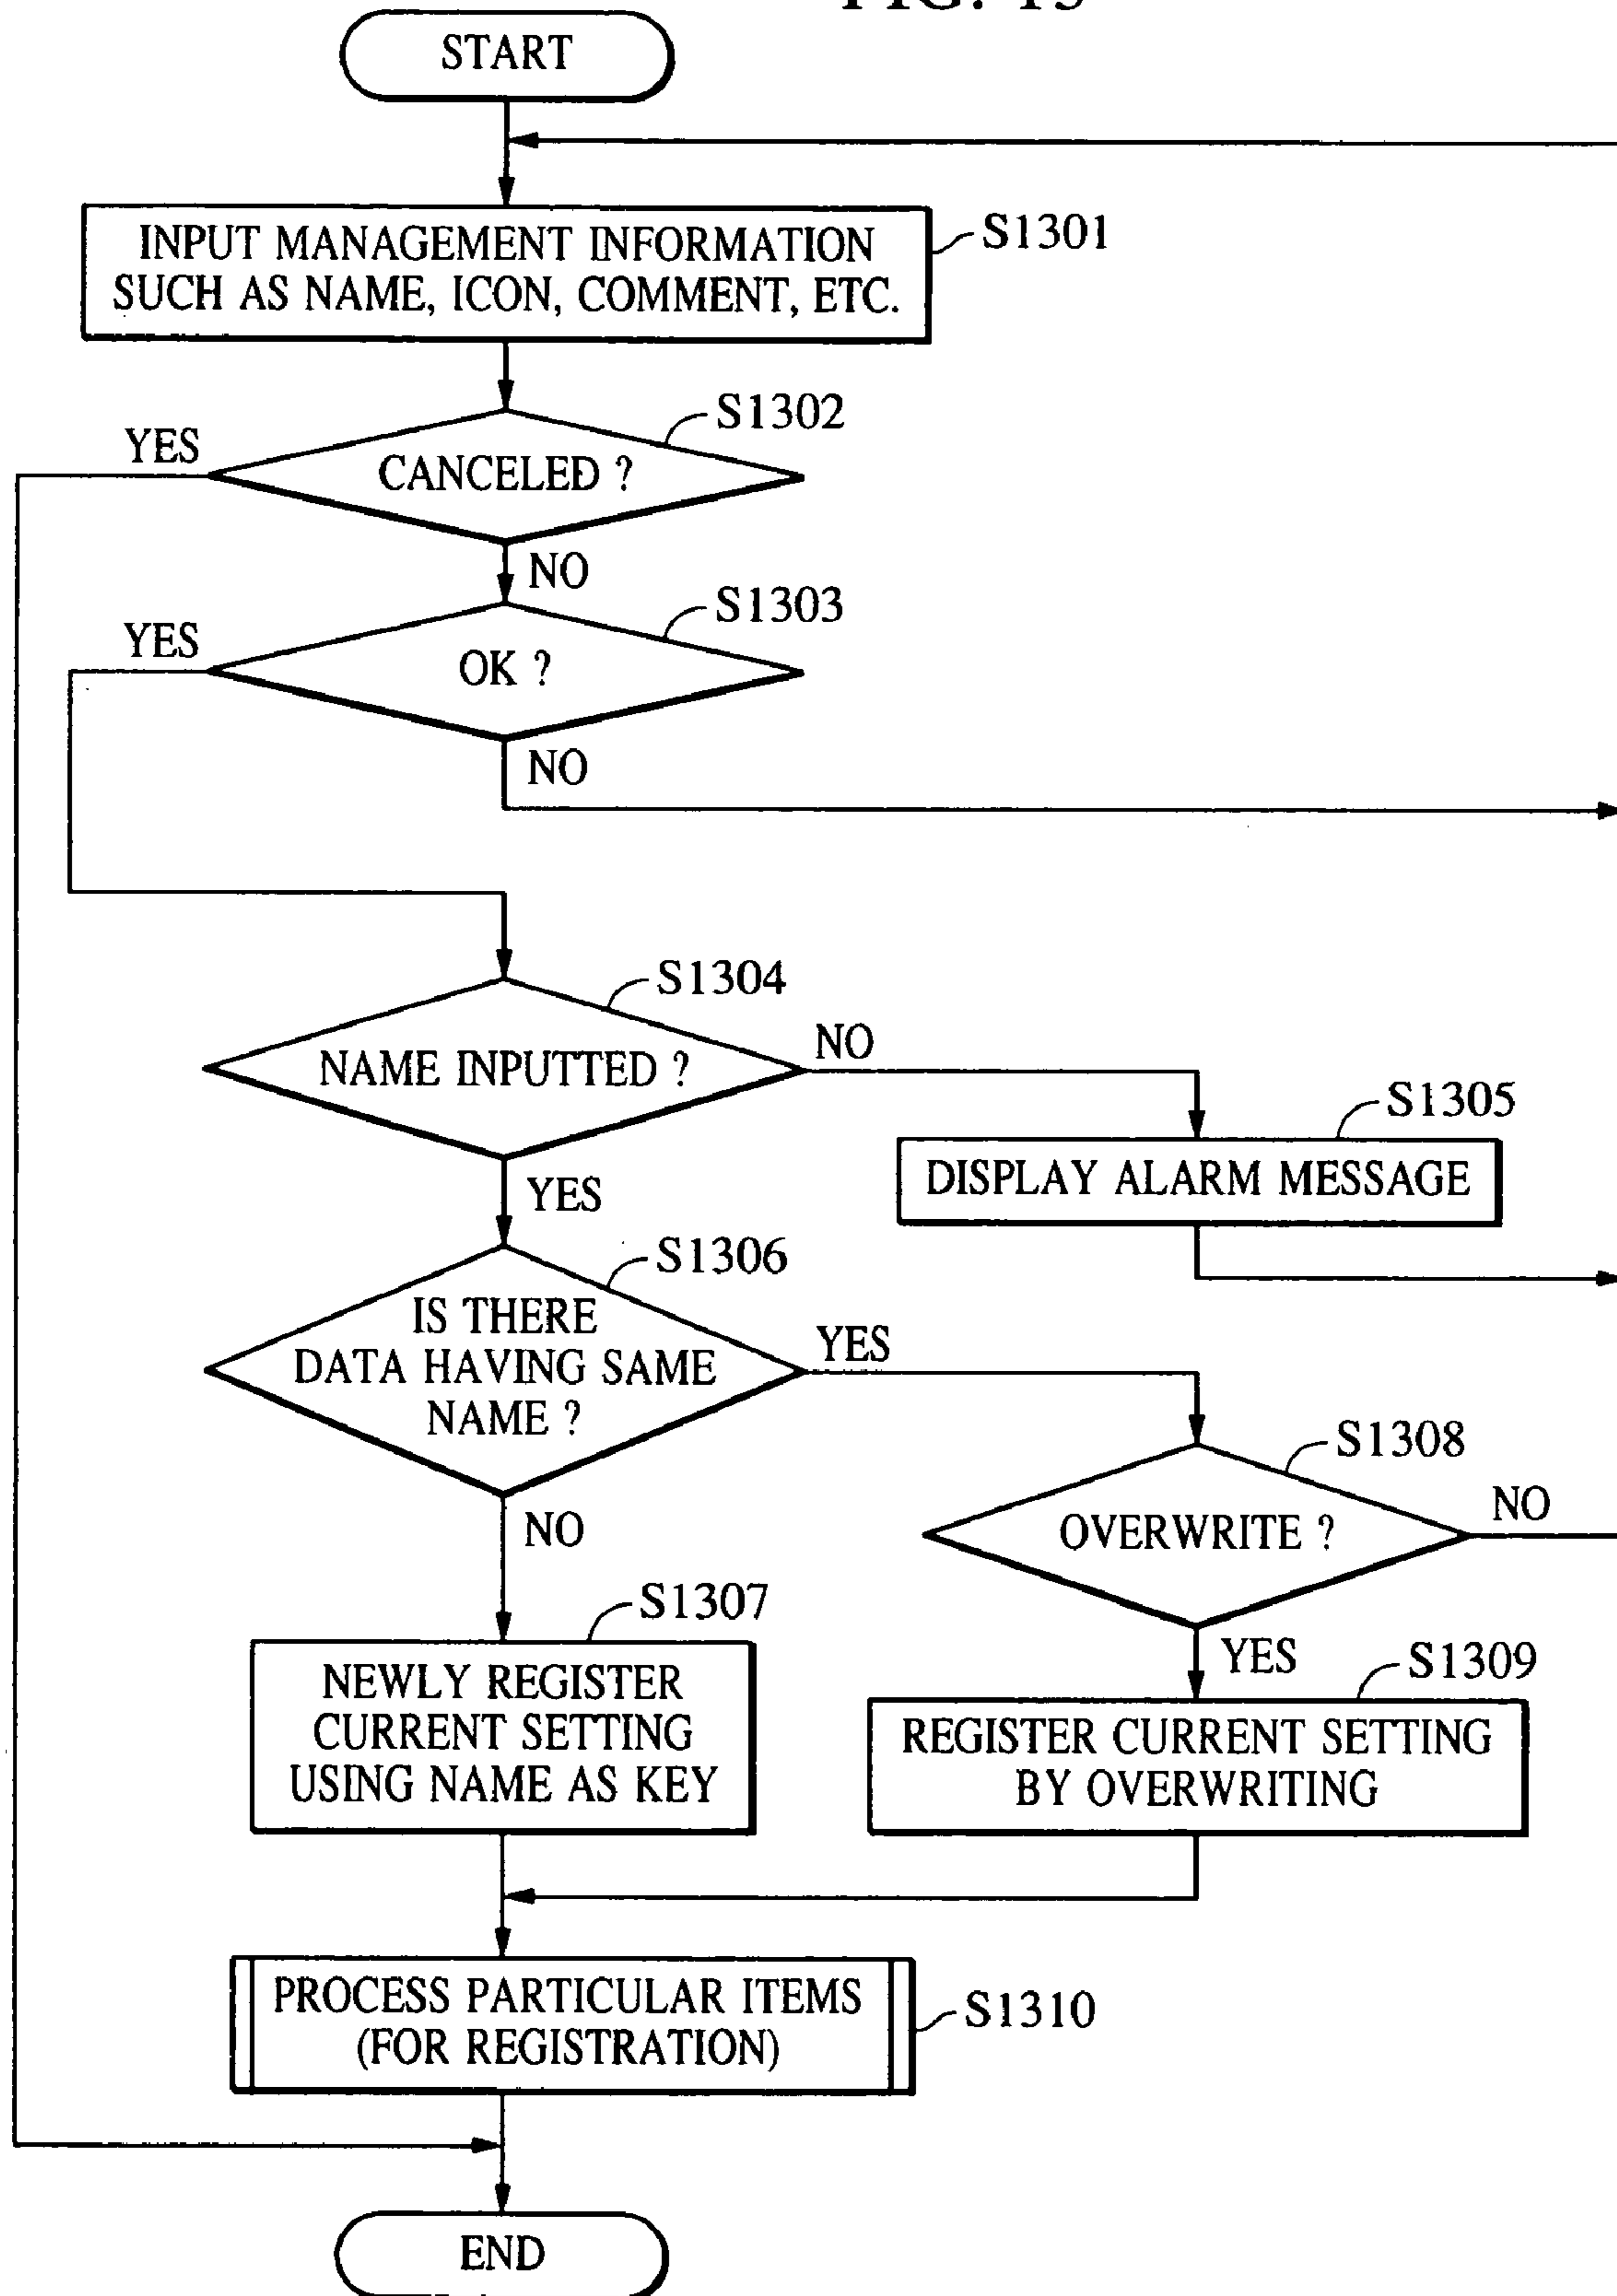 FIG. 13
START
INPUT MANAGEMENT INFORMATION
SUCH AS NAME, ICON, COMMENT, ETC.
S1301
S1302
YES
CANCELED ?
NO
S1303
YES
OK ?
NO
S1304
NAME INPUTTED ?
NO
S1305
DISPLAY ALARM MESSAGE
YES
S1306
IS THERE
DATA HAVING SAME
NAME ?
YES
S1308
OVERWRITE ?
NO
NO
S1307
NEWLY REGISTER
CURRENT SETTING
USING NAME AS KEY
YES
S1309
REGISTER CURRENT SETTING
BY OVERWRITING
PROCESS PARTICULAR ITEMS
(FOR REGISTRATION)
S1310
END